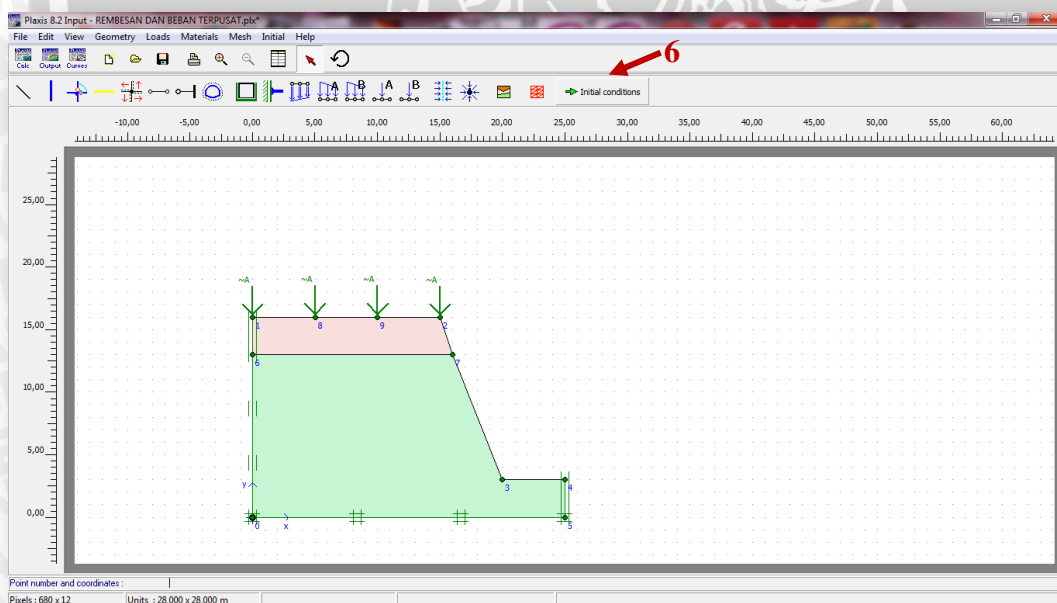 Plaxis 8.2 Input - REMBESAN DAN BEBAN TERPUSAT.plx*
File Edit View Geometry Loads Materials Mesh Initial Help
Calc Output Curves
6
A B A B Initial conditions
-10,00 -5,00 0,00 5,00 10,00 15,00 20,00 25,00 30,00 35,00 40,00 45,00 50,00 55,00 60,00
25,00
20,00
~A ~A ~A ~A
15,00
1 8 9 2
6 7
10,00
5,00
y
3 4
0,00
0 x 5
Point number and coordinates :
Pixels : 680 x 12 Units : 28.000 x 28.000 m